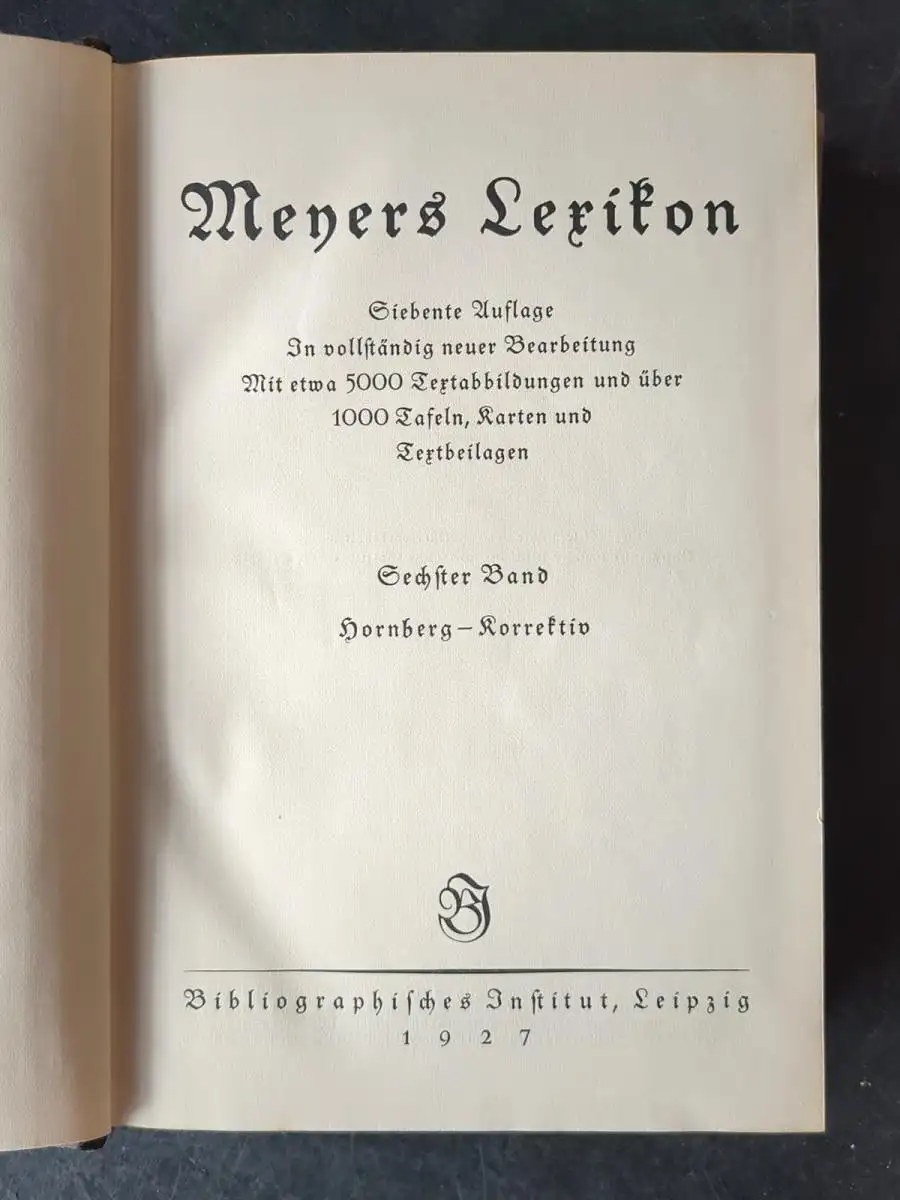 Meyers Lexikon
Siebente Auflage
In vollständig neuer Bearbeitung
Mit etwa 5000 Textabbildungen und über
1000 Tafeln, Karten und
Textbeilagen
Sechster Band
Hornberg – Korrektiv
BI
Bibliographisches Institut, Leipzig
1927